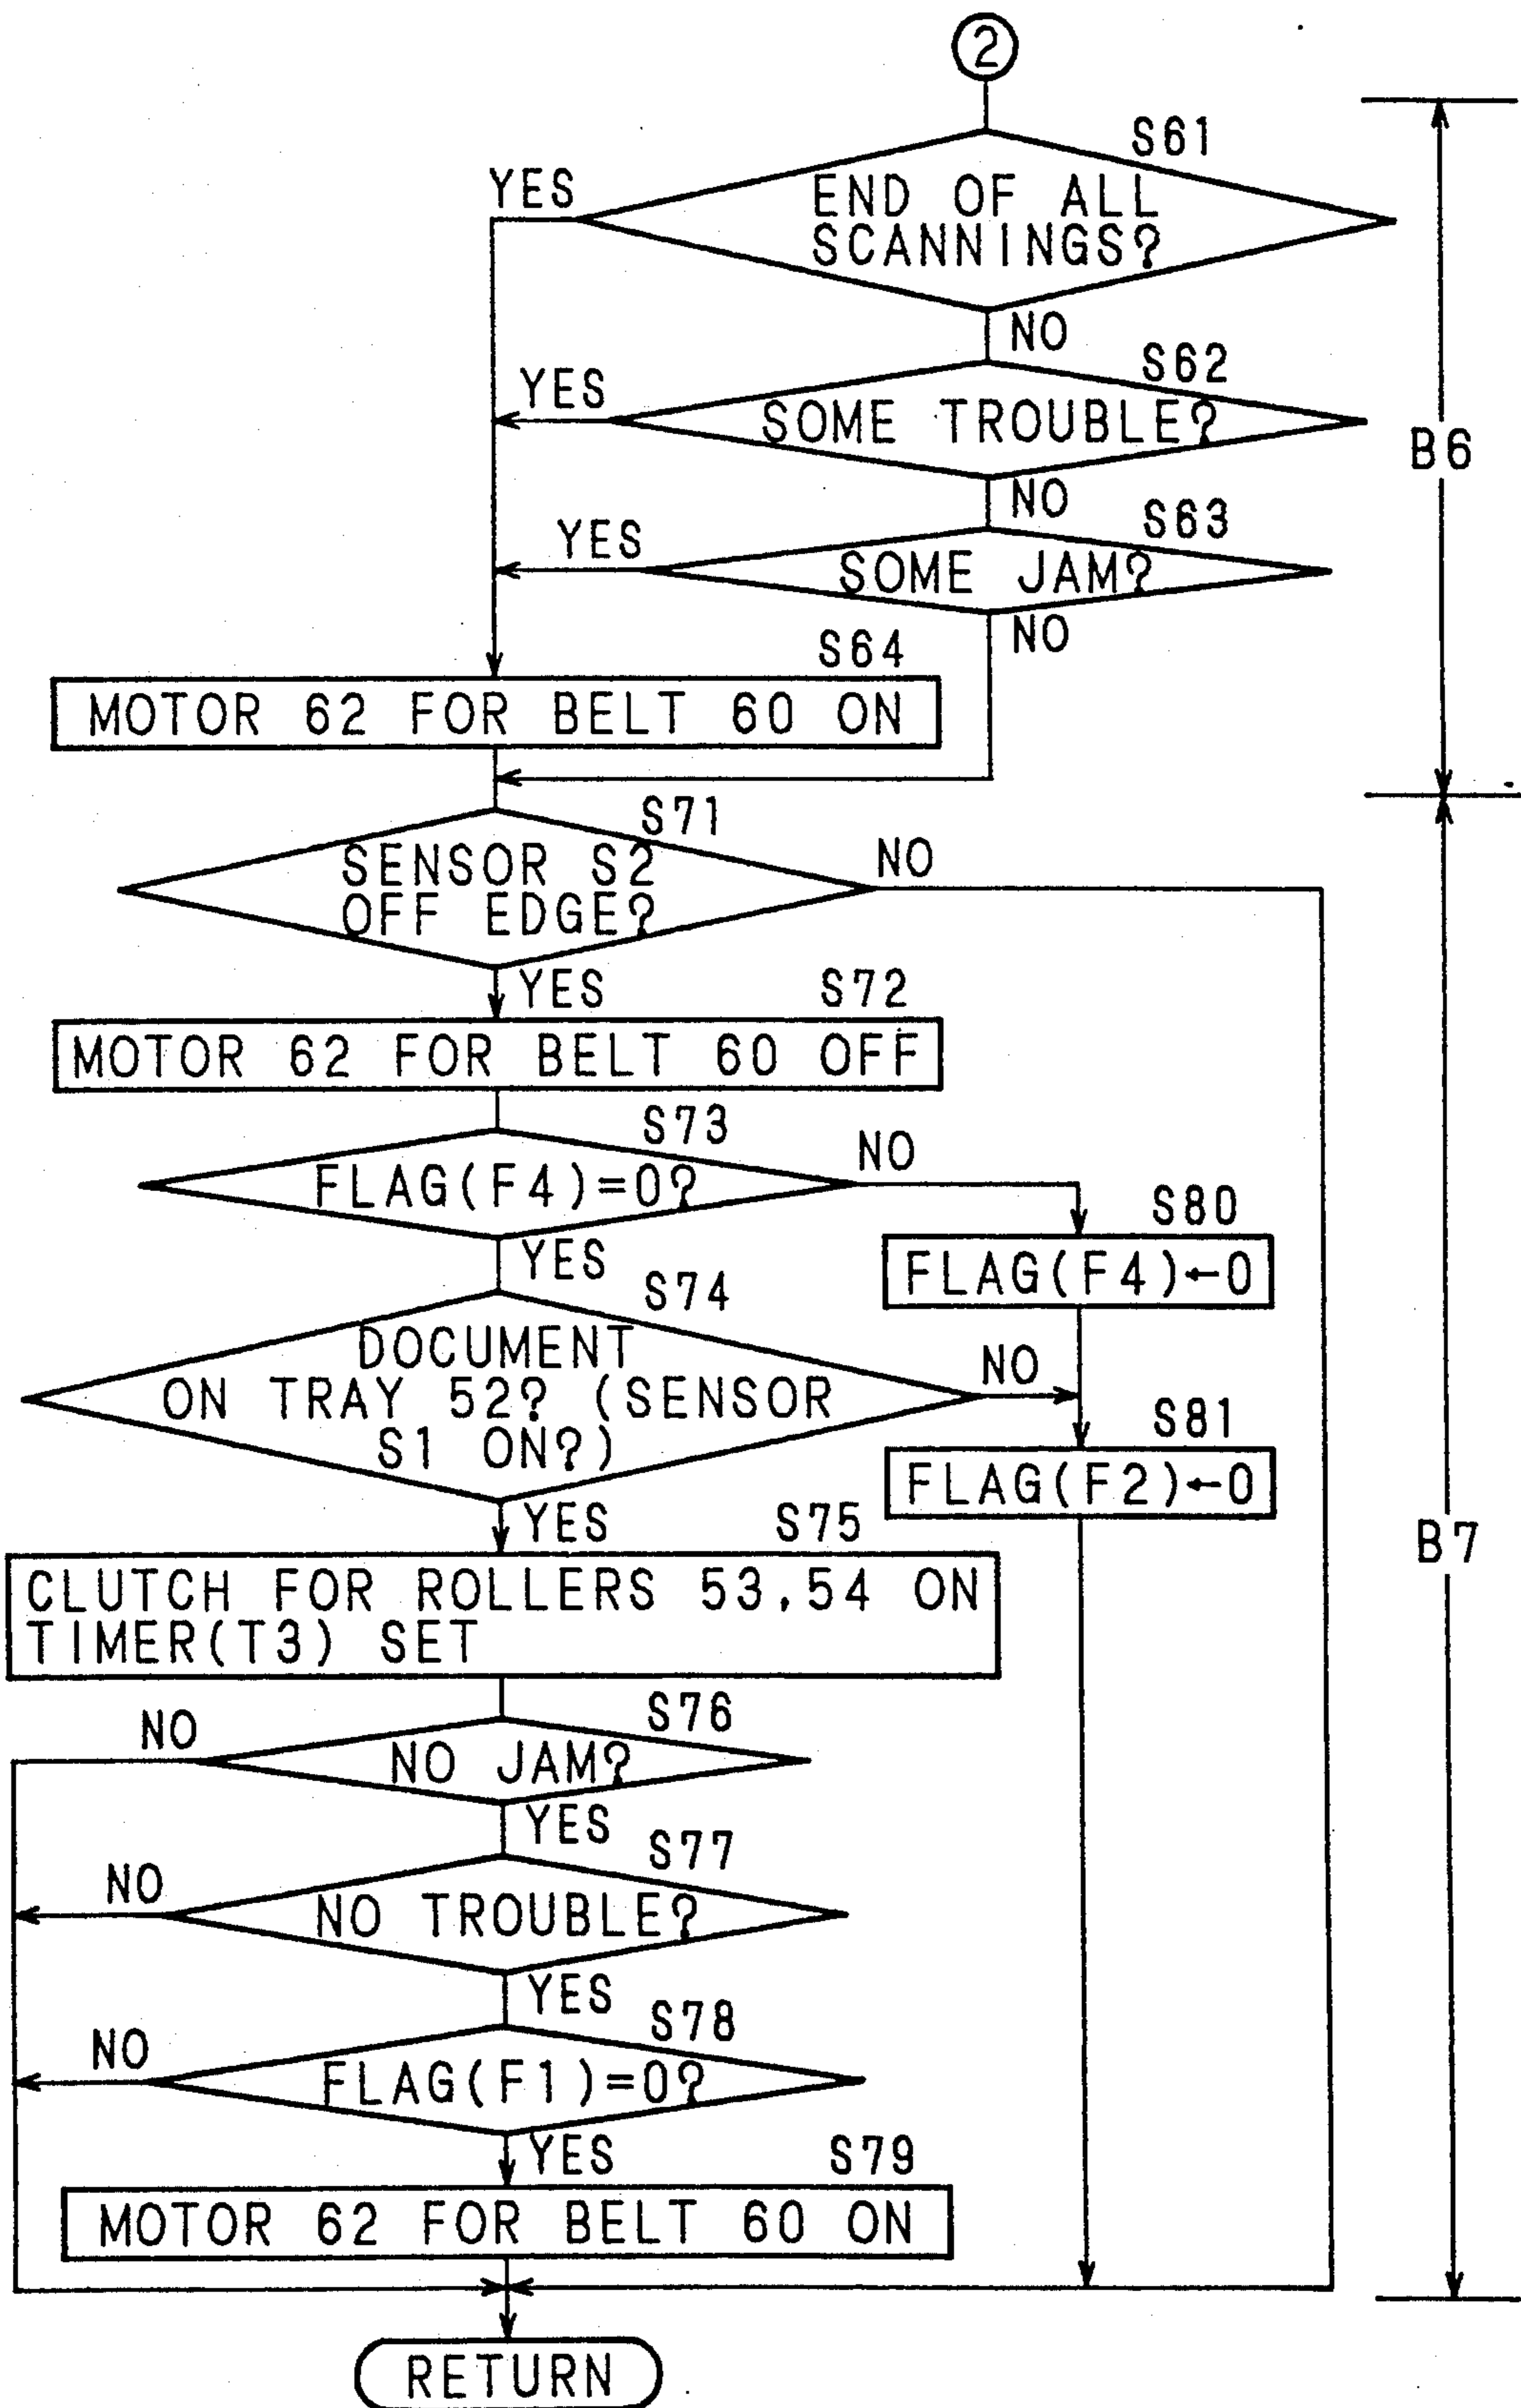 2
S61
YES
END OF ALL
SCANNINGS?
NO
S62
YES
SOME TROUBLE?
NO
S63
YES
SOME JAM?
NO
S64
MOTOR 62 FOR BELT 60 ON
B6
S71
SENSOR S2
OFF EDGE?
NO
YES
S72
MOTOR 62 FOR BELT 60 OFF
S73
FLAG(F4)=0?
NO
YES
S80
FLAG(F4)←0
S74
DOCUMENT
ON TRAY 52? (SENSOR
S1 ON?)
NO
YES
S81
FLAG(F2)←0
S75
CLUTCH FOR ROLLERS 53,54 ON
TIMER(T3) SET
B7
S76
NO
NO JAM?
YES
S77
NO
NO TROUBLE?
YES
S78
NO
FLAG(F1)=0?
YES
S79
MOTOR 62 FOR BELT 60 ON
RETURN